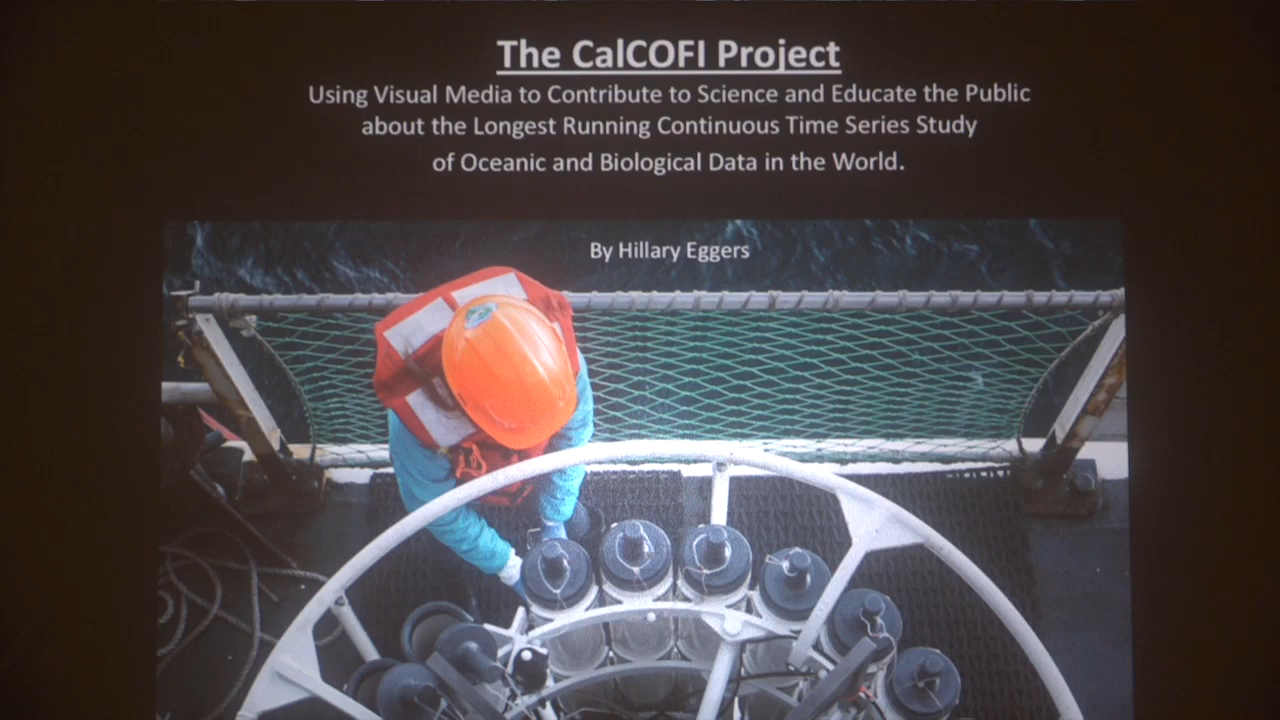 The CalCOFI Project
Using Visual Media to Contribute to Science and Educate the Public
about the Longest Running Continuous Time Series Study
of Oceanic and Biological Data in the World.
By Hillary Eggers